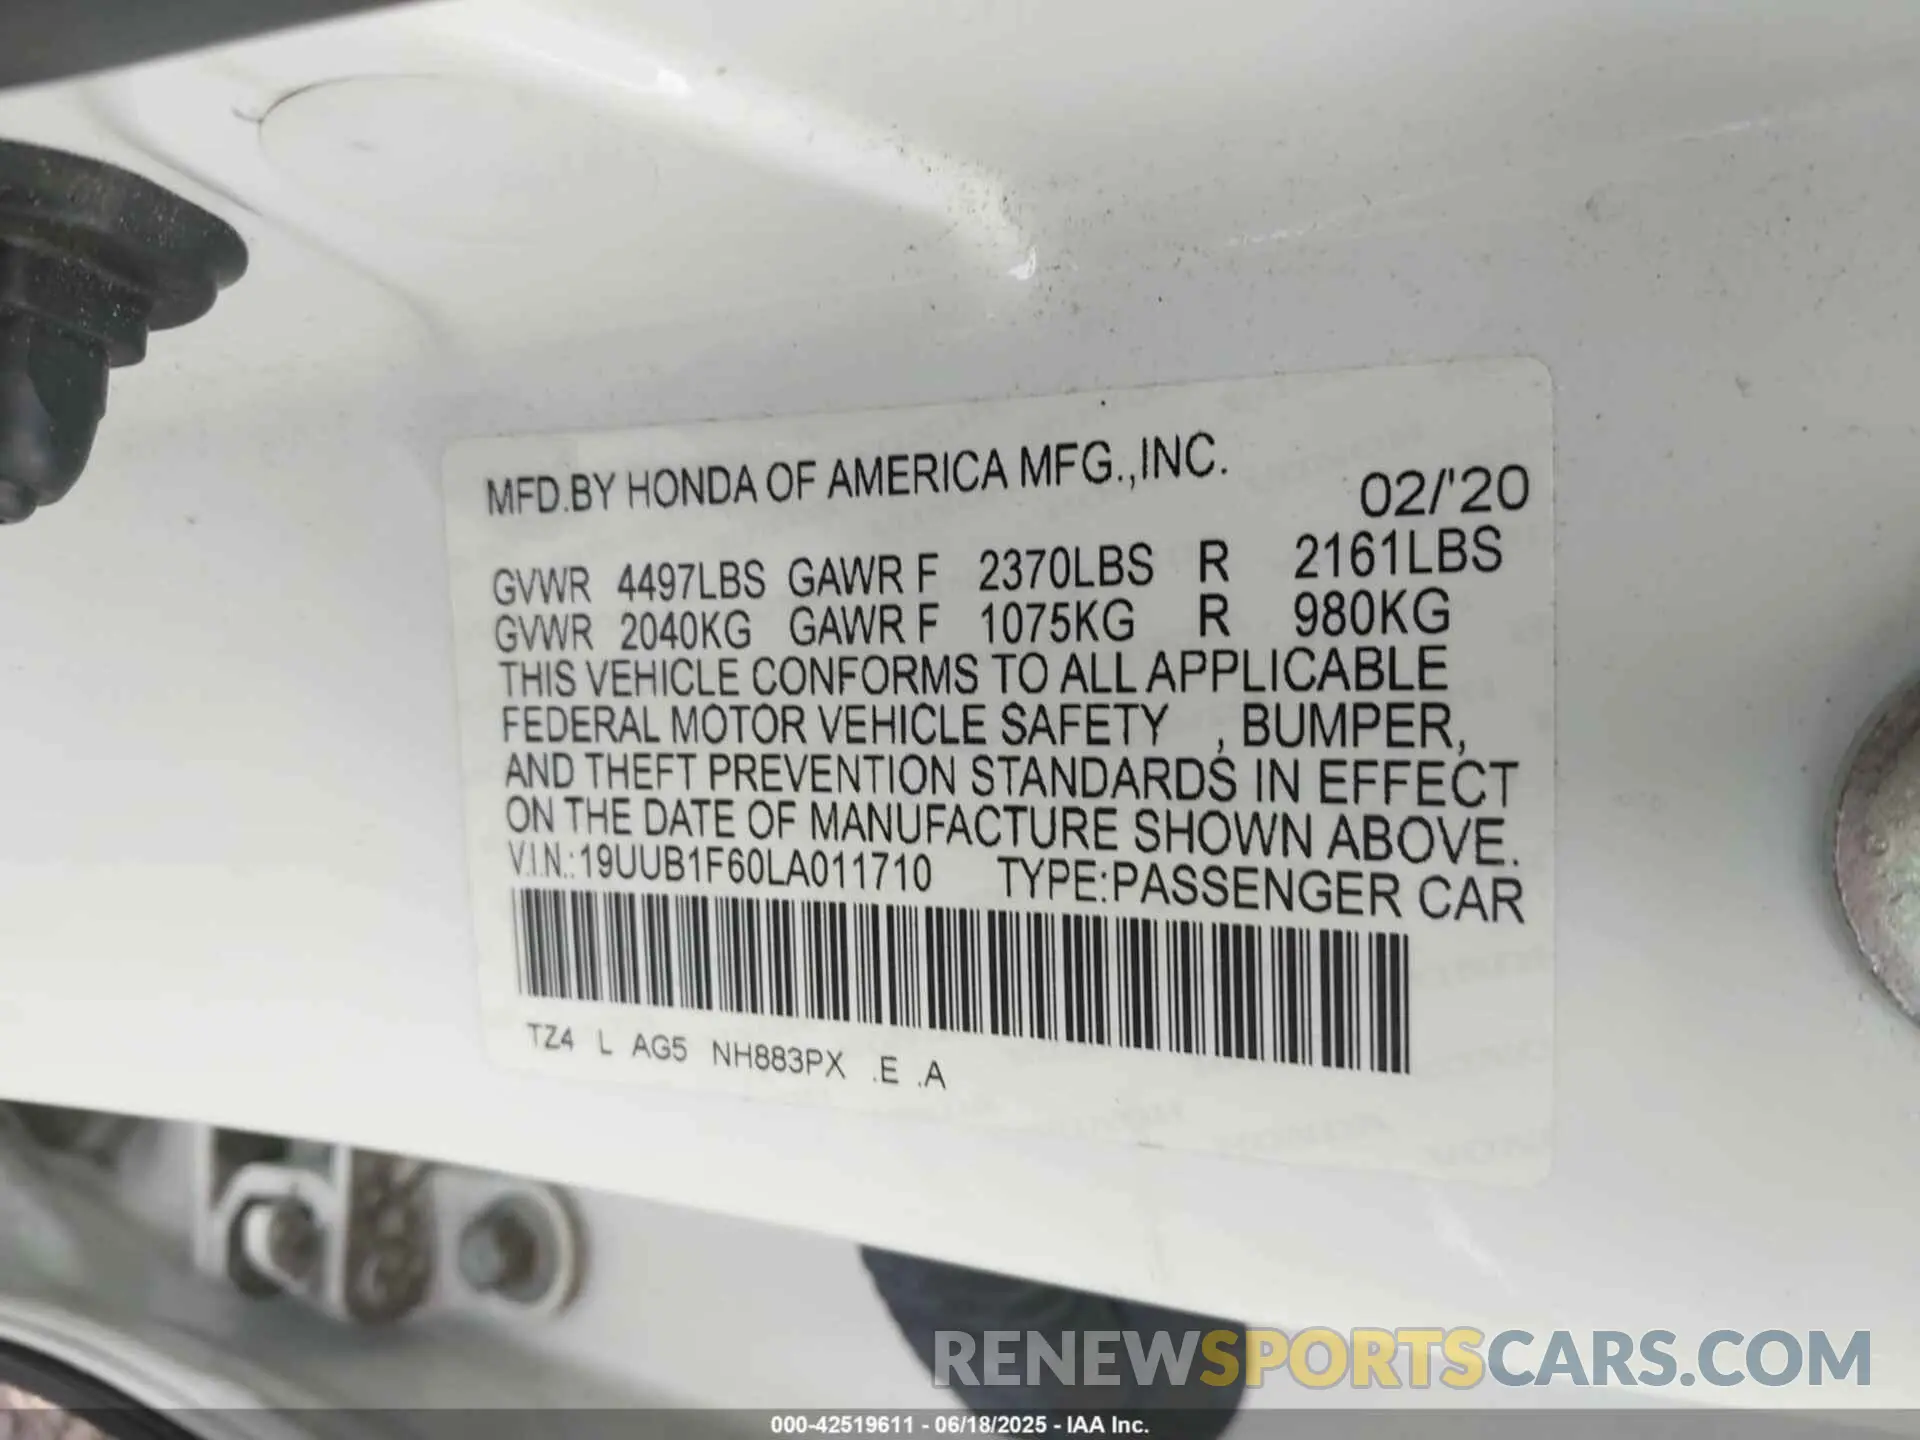 MFD.BY HONDA OF AMERICA MFG.,INC.
02/'20
GVWR 4497LBS GAWR F 2370LBS R 2161LBS
GVWR 2040KG GAWR F 1075KG R 980KG
THIS VEHICLE CONFORMS TO ALL APPLICABLE
FEDERAL MOTOR VEHICLE SAFETY , BUMPER,
AND THEFT PREVENTION STANDARDS IN EFFECT
ON THE DATE OF MANUFACTURE SHOWN ABOVE.
V.I.N.:19UUB1F60LA011710 TYPE:PASSENGER CAR
TZ4 L AG5 NH883PX .E .A
RENEWSPORTSCARS.COM
000-42519611 - 06/18/2025 - IAA Inc.